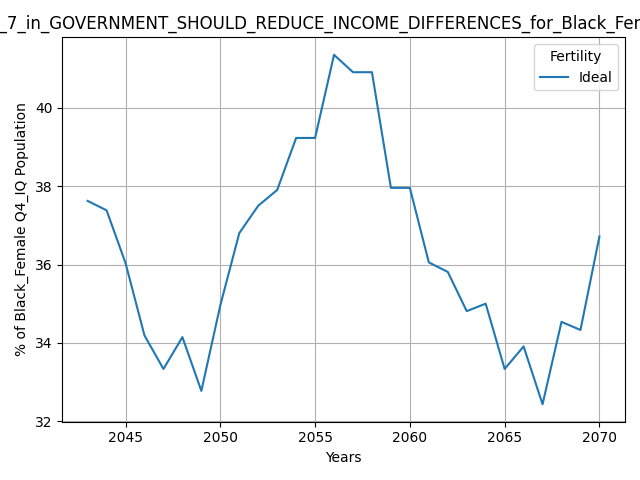 _7_in_GOVERNMENT_SHOULD_REDUCE_INCOME_DIFFERENCES_for_Black_Fer
Fertility
Ideal
% of Black_Female Q4_IQ Population
40
38
36
34
32
2045
2050
2055
2060
2065
2070
Years